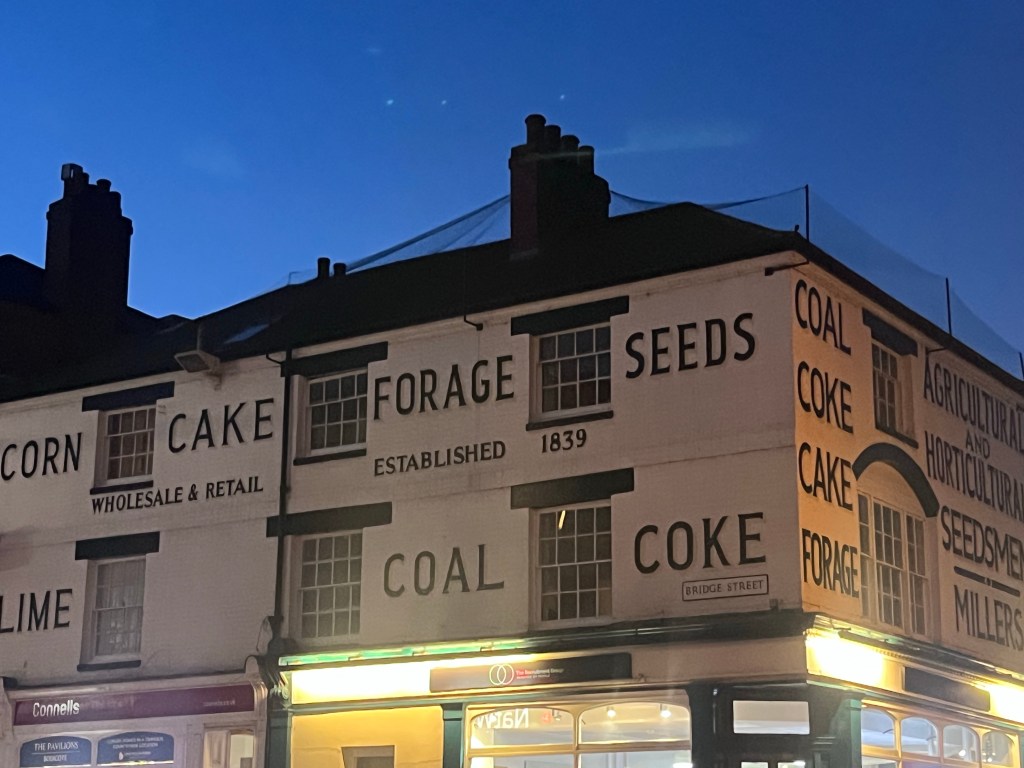 CORN CAKE FORAGE SEEDS
WHOLESALE & RETAIL
ESTABLISHED 1839
LIME COAL COKE
BRIDGE STREET
COAL
COKE
CAKE
FORAGE
AGRICULTURAL
AND
HORTICULTURAL
SEEDSMEN
MILLERS
Connells
THE PAVILIONS